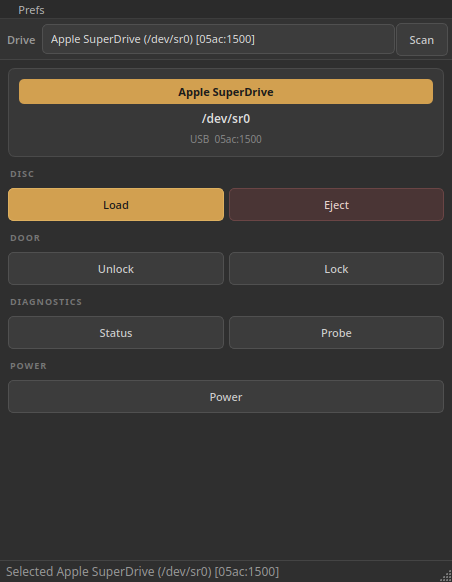 Prefs
Drive Apple SuperDrive (/dev/sr0) [05ac:1500] Scan
Apple SuperDrive
/dev/sr0
USB 05ac:1500
DISC
Load Eject
DOOR
Unlock Lock
DIAGNOSTICS
Status Probe
POWER
Power
Selected Apple SuperDrive (/dev/sr0) [05ac:1500]